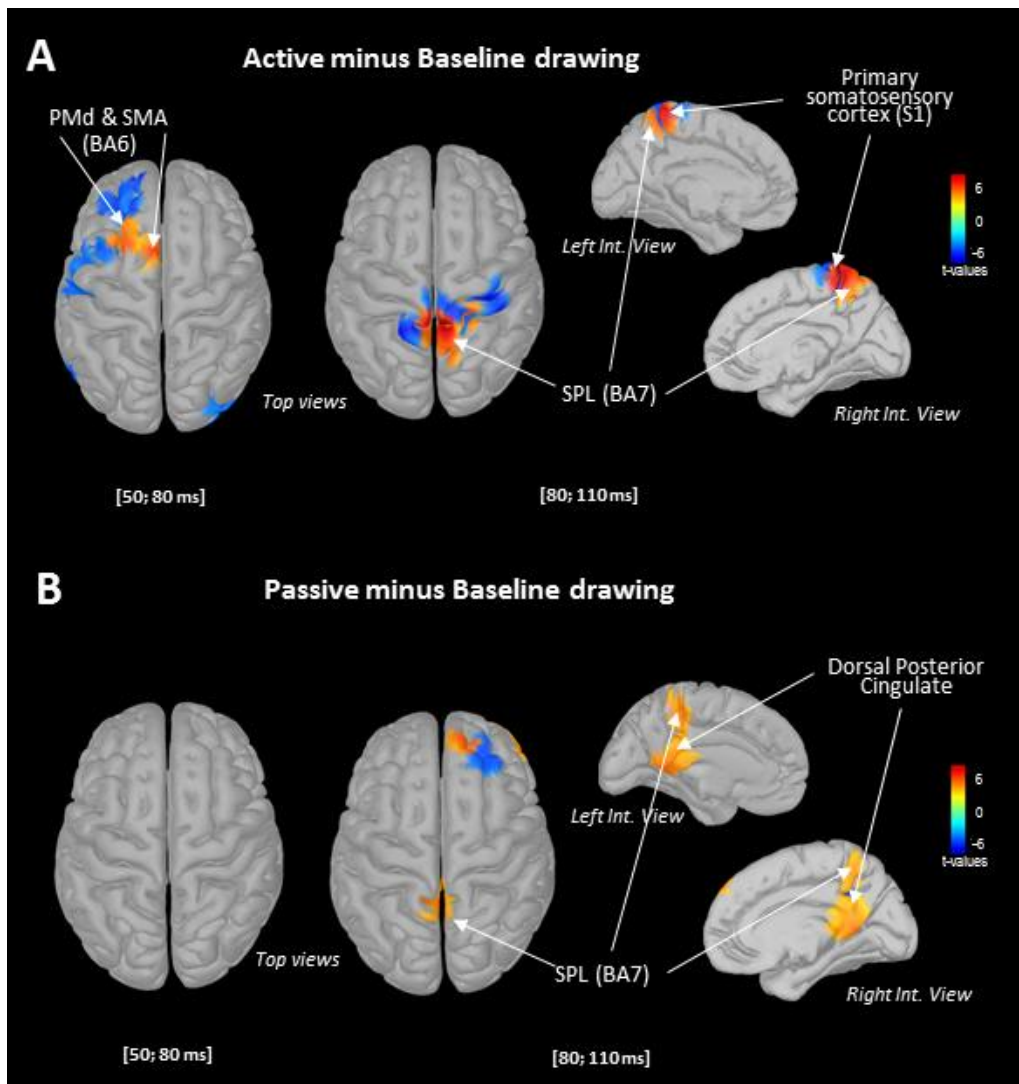 A
Active minus Baseline drawing
PMd & SMA
(BA6)
Primary
somatosensory
cortex (S1)
Left Int. View
6
0
-6
t-values
Top views
SPL (BA7)
Right Int. View
[50; 80 ms]
[80; 110ms]
B
Passive minus Baseline drawing
Dorsal Posterior
Cingulate
Left Int. View
6
0
-6
t-values
Top views
SPL (BA7)
Right Int. View
[50; 80 ms]
[80; 110ms]